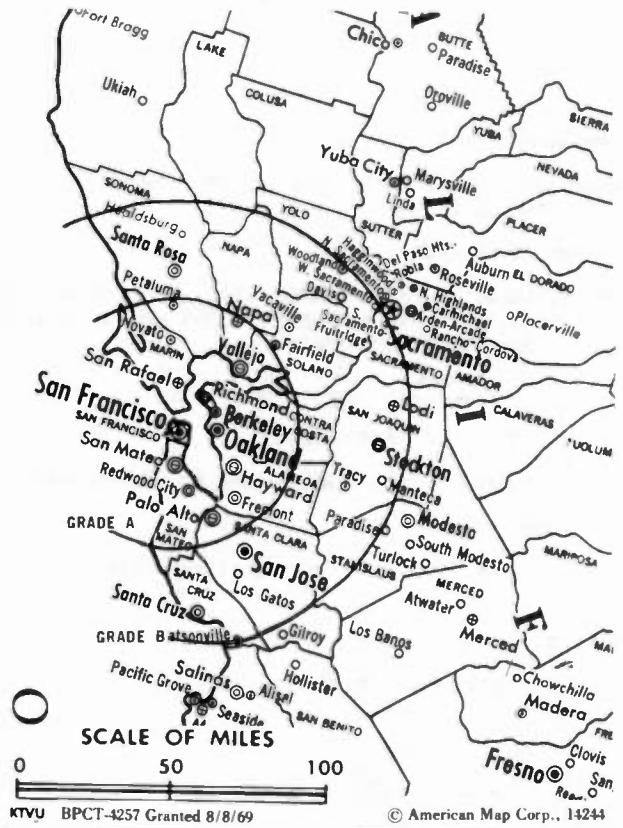 Fort Bragg
Chico
BUTTE
Paradise
LAKE
Ukiah
COLUSA
Oroville
YUBA
SIERRA
Yuba City
Marysville
Linda
NEVADA
SONOMA
Healdsburg
YOLO
SUTTER
PLACER
Santa Rosa
NAPA
Woodland
N. Sacramento
Hagginwood
Del Paso Hts.-
Robla
Auburn
EL DORADO
Roseville
Petaluma
W. Sacramento
Davis
N. Highlands
Carmichael
Arden-Arcade
Rancho-Cordova
Placerville
Napa
Vacaville
S. Sacramento-
Fruitridge
Sacramento
Novato
MARIN
Vallejo
Fairfield
SOLANO
SACRAMENTO
AMADOR
San Rafael
Richmond
CONTRA
COSTA
SAN JOAQUIN
Lodi
CALAVERAS
San Francisco
SAN FRANCISCO
Berkeley
Oakland
Stockton
TUOLUM
San Mateo
ALAMEDA
Hayward
Tracy
Manteca
Redwood City
Fremont
Palo Alto
Paradise
Modesto
GRADE A
SAN
MATEO
SANTA CLARA
South Modesto
Turlock
STANISLAUS
MARIPOSA
San Jose
SANTA
CRUZ
Los Gatos
MERCED
Atwater
Santa Cruz
Merced
GRADE B
atsonville
Gilroy
Los Banos
Salinas
Alisal
Hollister
Chowchilla
Pacific Grove
Seaside
SAN BENITO
Madera
SCALE OF MILES
0 50 100
Clovis
Fresno
San
KTVU BPCT-4257 Granted 8/8/69
© American Map Corp., 14244